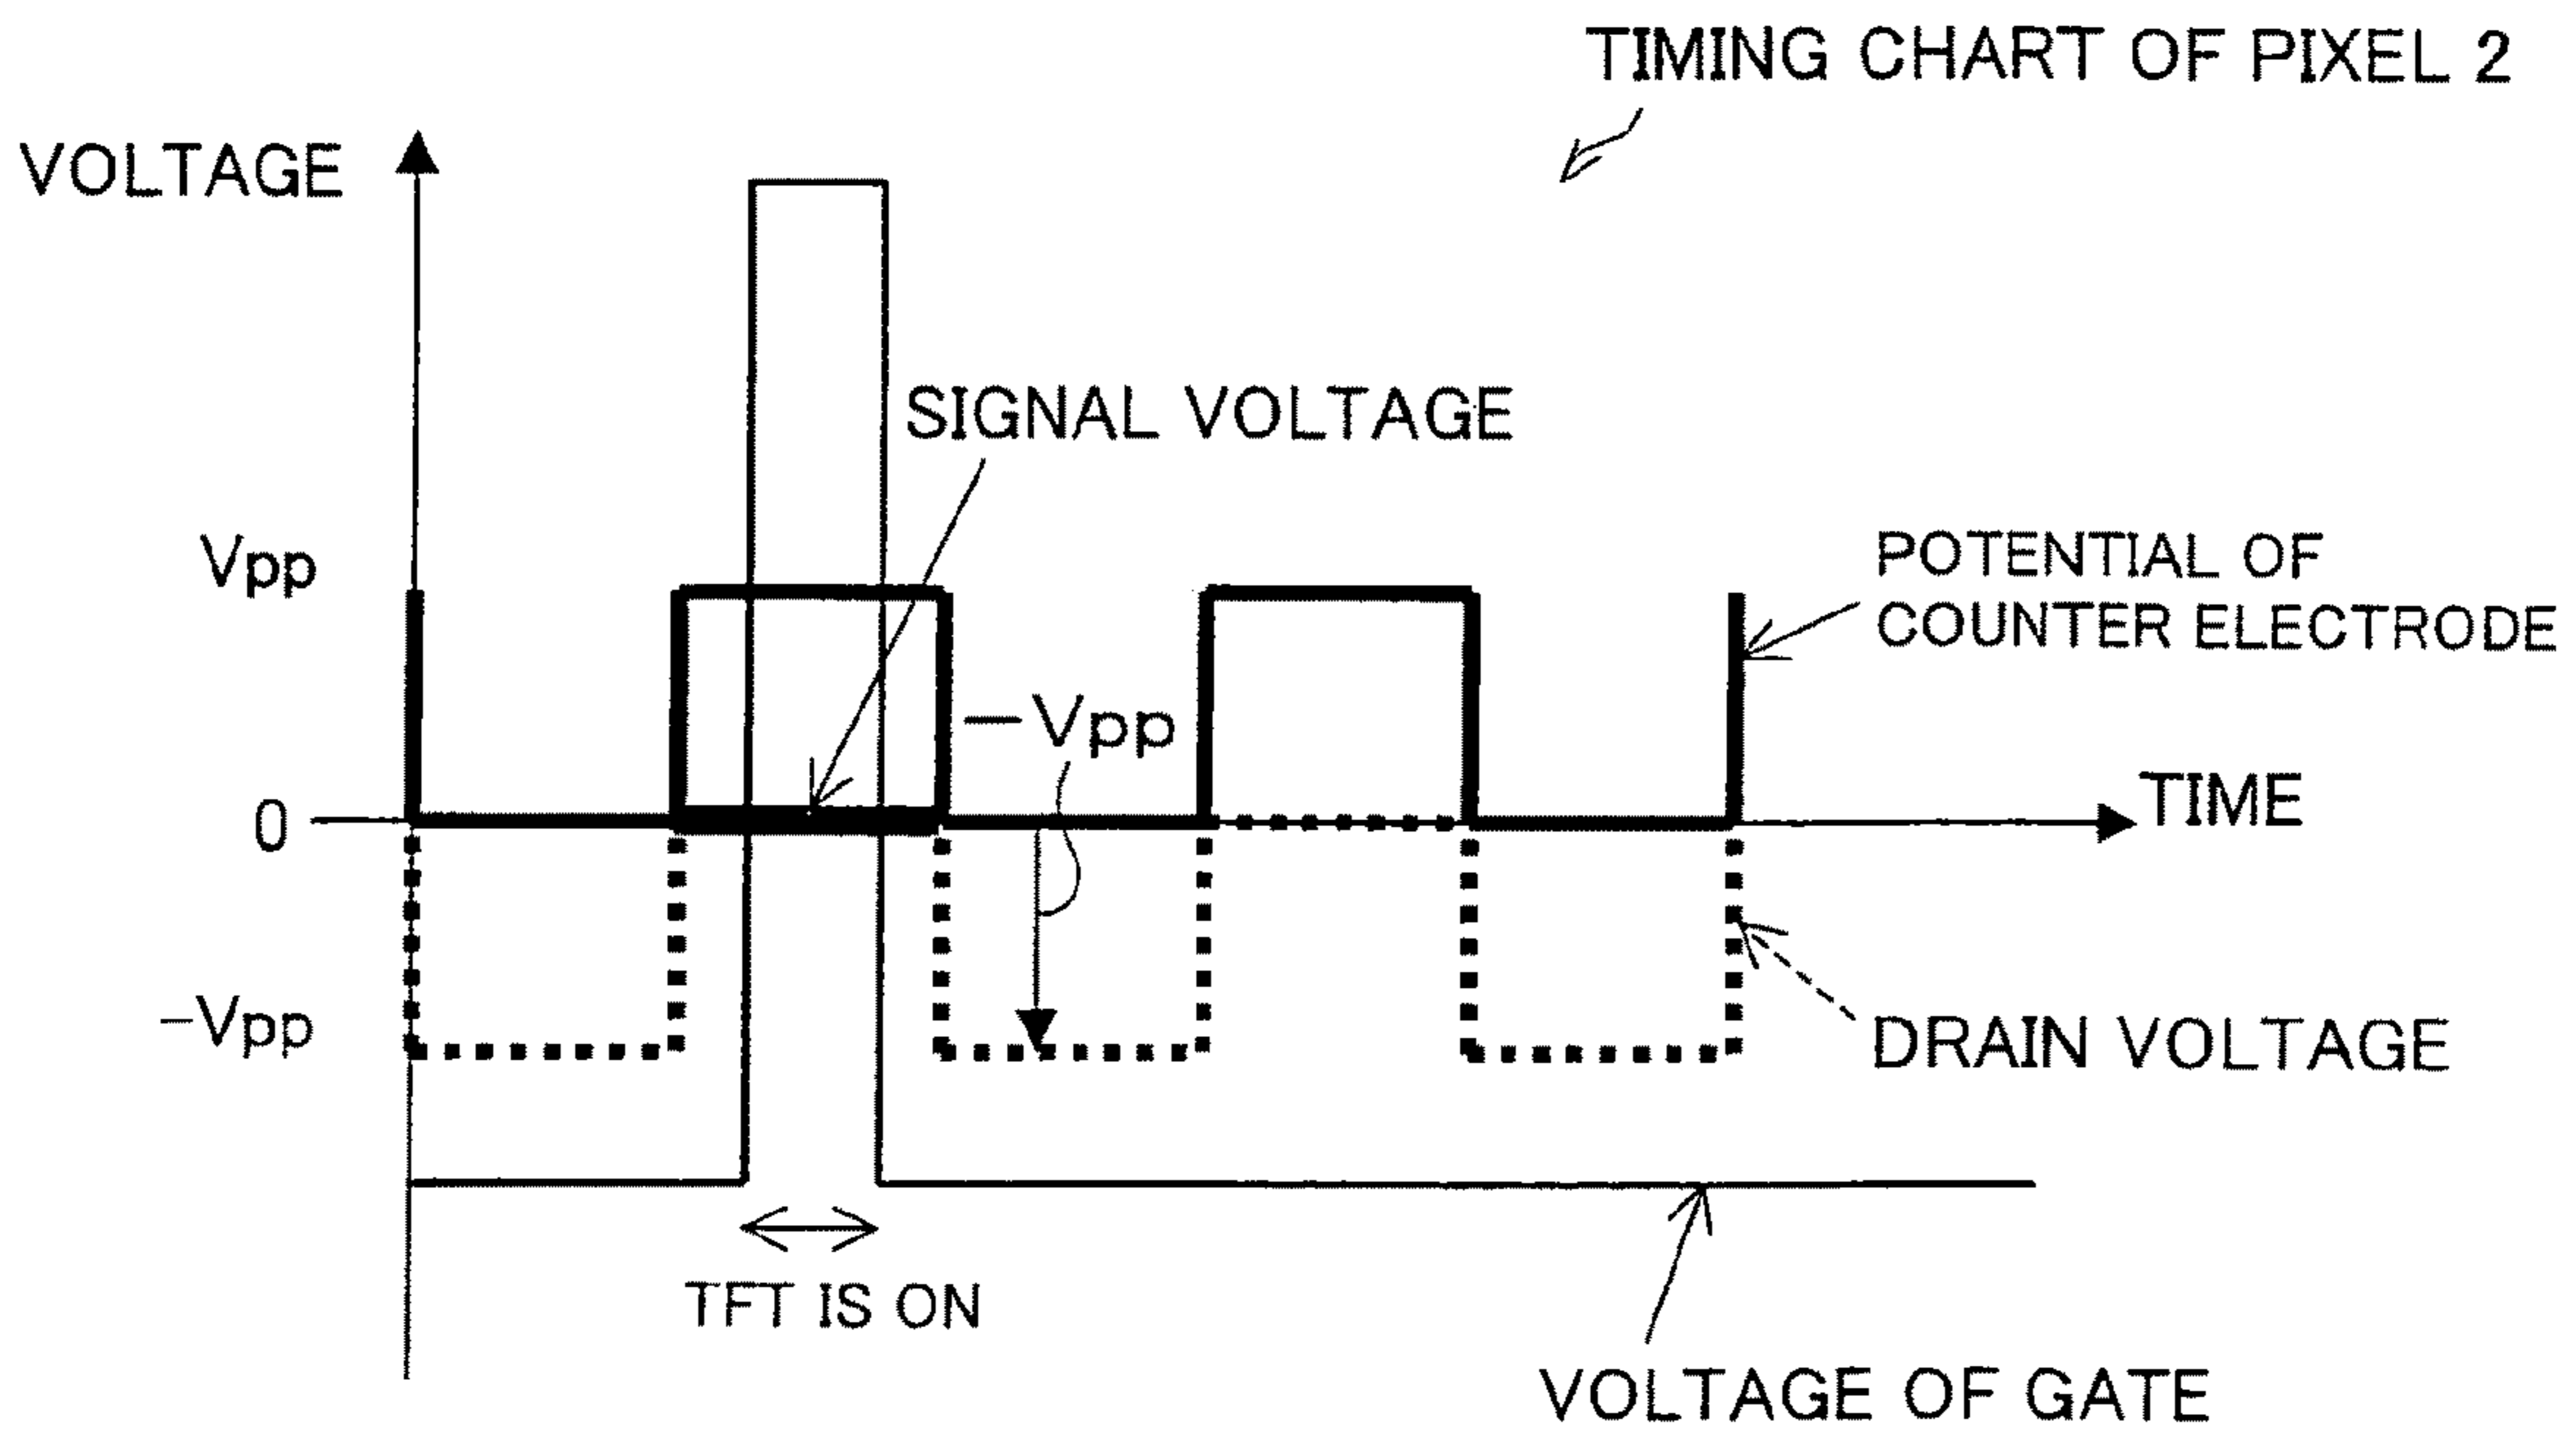 TIMING CHART OF PIXEL 2
VOLTAGE
SIGNAL VOLTAGE
Vpp
POTENTIAL OF
COUNTER ELECTRODE
−Vpp
TIME
0
−Vpp
DRAIN VOLTAGE
TFT IS ON
VOLTAGE OF GATE